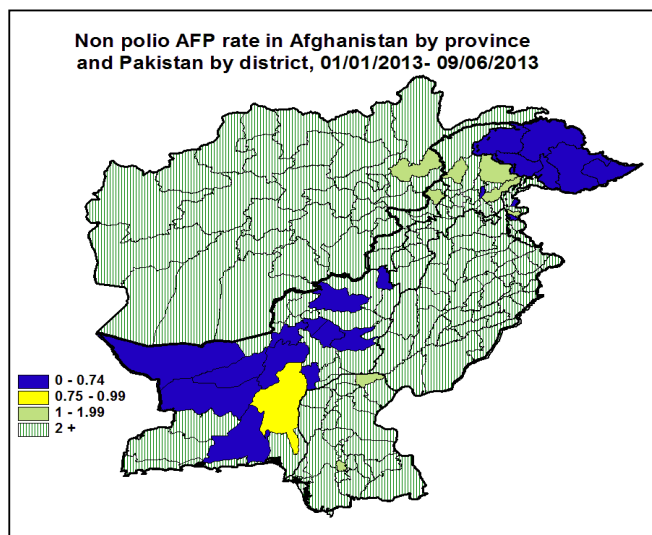 Non polio AFP rate in Afghanistan by province
and Pakistan by district, 01/01/2013- 09/06/2013
0 - 0.74
0.75 - 0.99
1 - 1.99
2 +